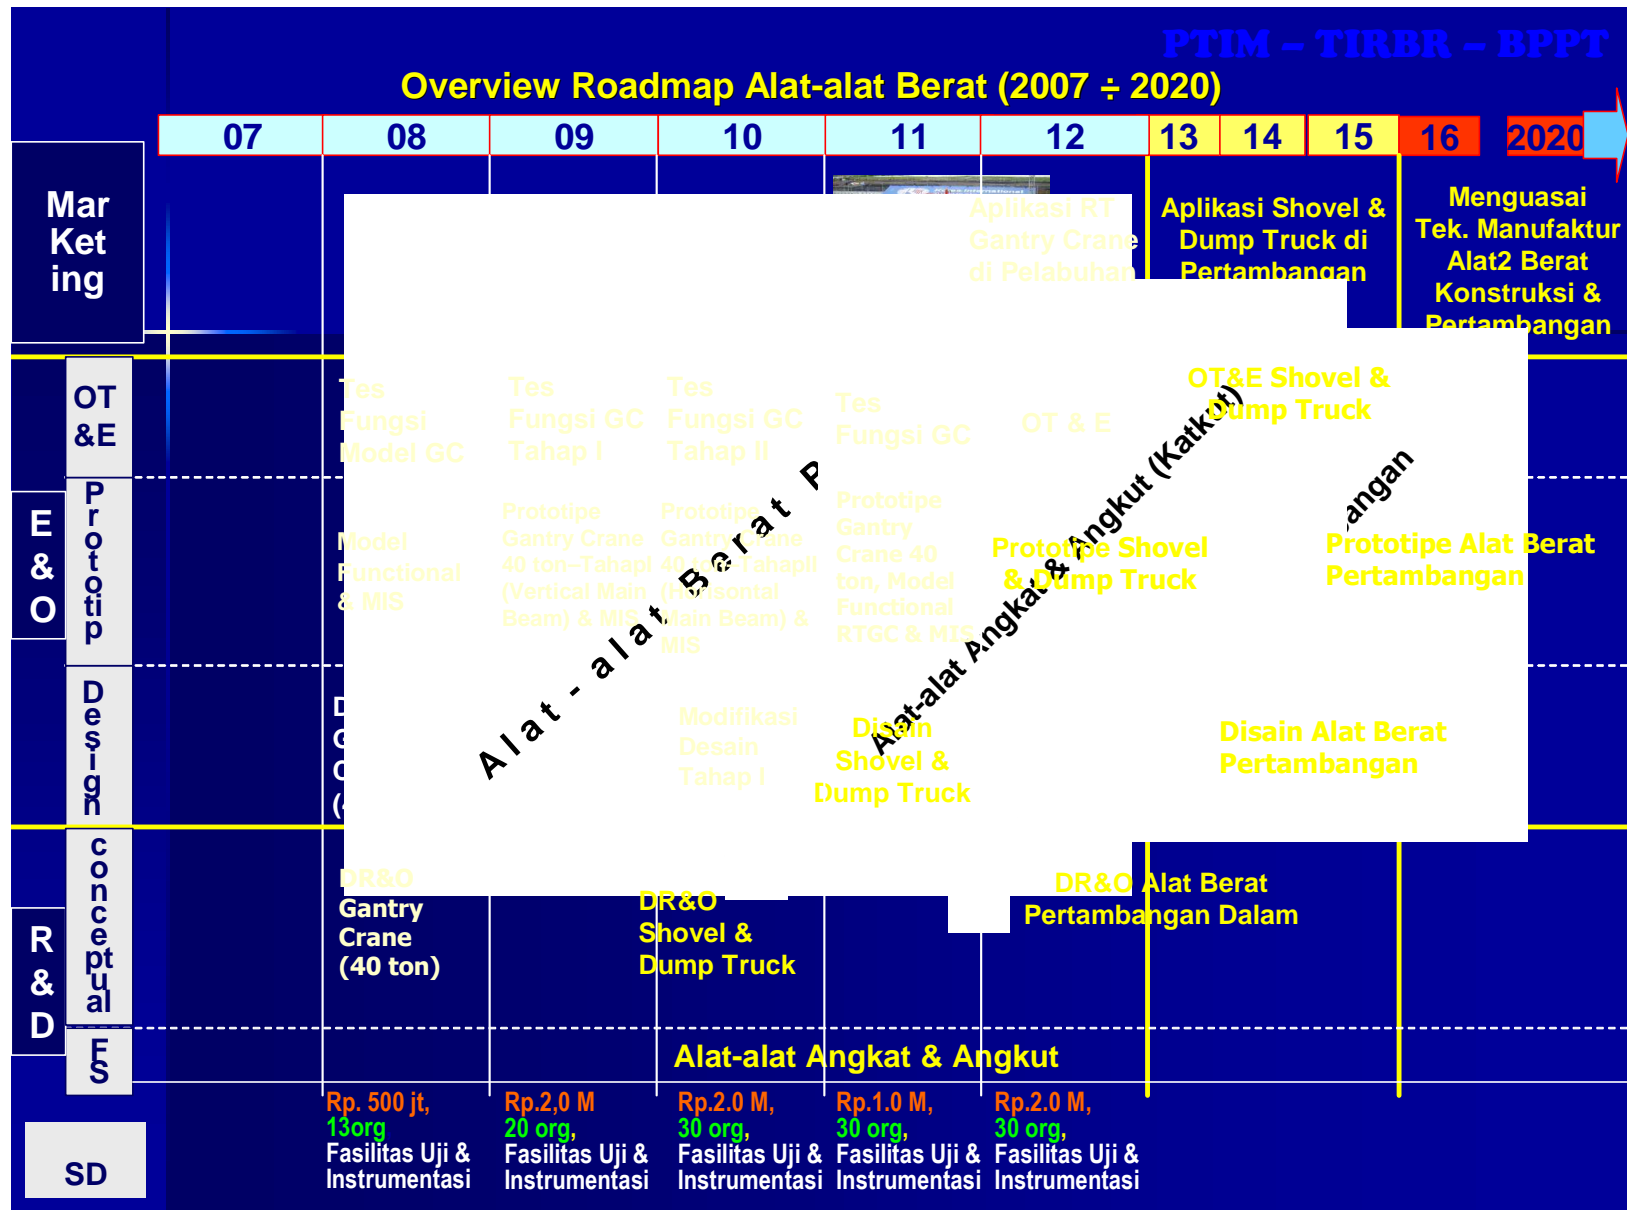 PTIM – TIRBR – BPPT
Overview Roadmap Alat-alat Berat (2007 ÷ 2020)
07 08 09 10 11 12 13 14 15 16 2020
Mar
Ket
ing
Aplikasi RT
Gantry Crane
di Pelabuhan
Aplikasi Shovel &
Dump Truck di
Pertambangan
Menguasai
Tek. Manufaktur
Alat2 Berat
Konstruksi &
Pertambangan
OT
&E
Tes
Fungsi
Model GC
Tes
Fungsi GC
Tahap I
Tes
Fungsi GC
Tahap II
Tes
Fungsi GC
OT & E
OT&E Shovel &
Dump Truck
E
&
O
P
r
o
t
o
ti
p
Model
Functional
& MIS
Prototipe
Gantry Crane
40 ton–TahapI
(Vertical Main
Beam) & MIS
Prototipe
Gantry Crane
40 ton–TahapII
(Horisontal
Main Beam) &
MIS
Prototipe
Gantry
Crane 40
ton, Model
Functional
RTGC & MIS
Prototipe Shovel
& Dump Truck
Prototipe Alat Berat
Pertambangan
Alat - alat Berat P
Alat-alat Angkat & Angkut (Katkut)
angan
D
e
s
i
g
n
Modifikasi
Desain
Tahap I
Disain
Shovel &
Dump Truck
Disain Alat Berat
Pertambangan
R
&
D
c
o
n
c
e
pt
u
al
DR&O
Gantry
Crane
(40 ton)
DR&O
Shovel &
Dump Truck
DR&O Alat Berat
Pertambangan Dalam
F
S
Alat-alat Angkat & Angkut
SD
Rp. 500 jt,
13org
Fasilitas Uji &
Instrumentasi
Rp.2,0 M
20 org,
Fasilitas Uji &
Instrumentasi
Rp.2.0 M,
30 org,
Fasilitas Uji &
Instrumentasi
Rp.1.0 M,
30 org,
Fasilitas Uji &
Instrumentasi
Rp.2.0 M,
30 org,
Fasilitas Uji &
Instrumentasi